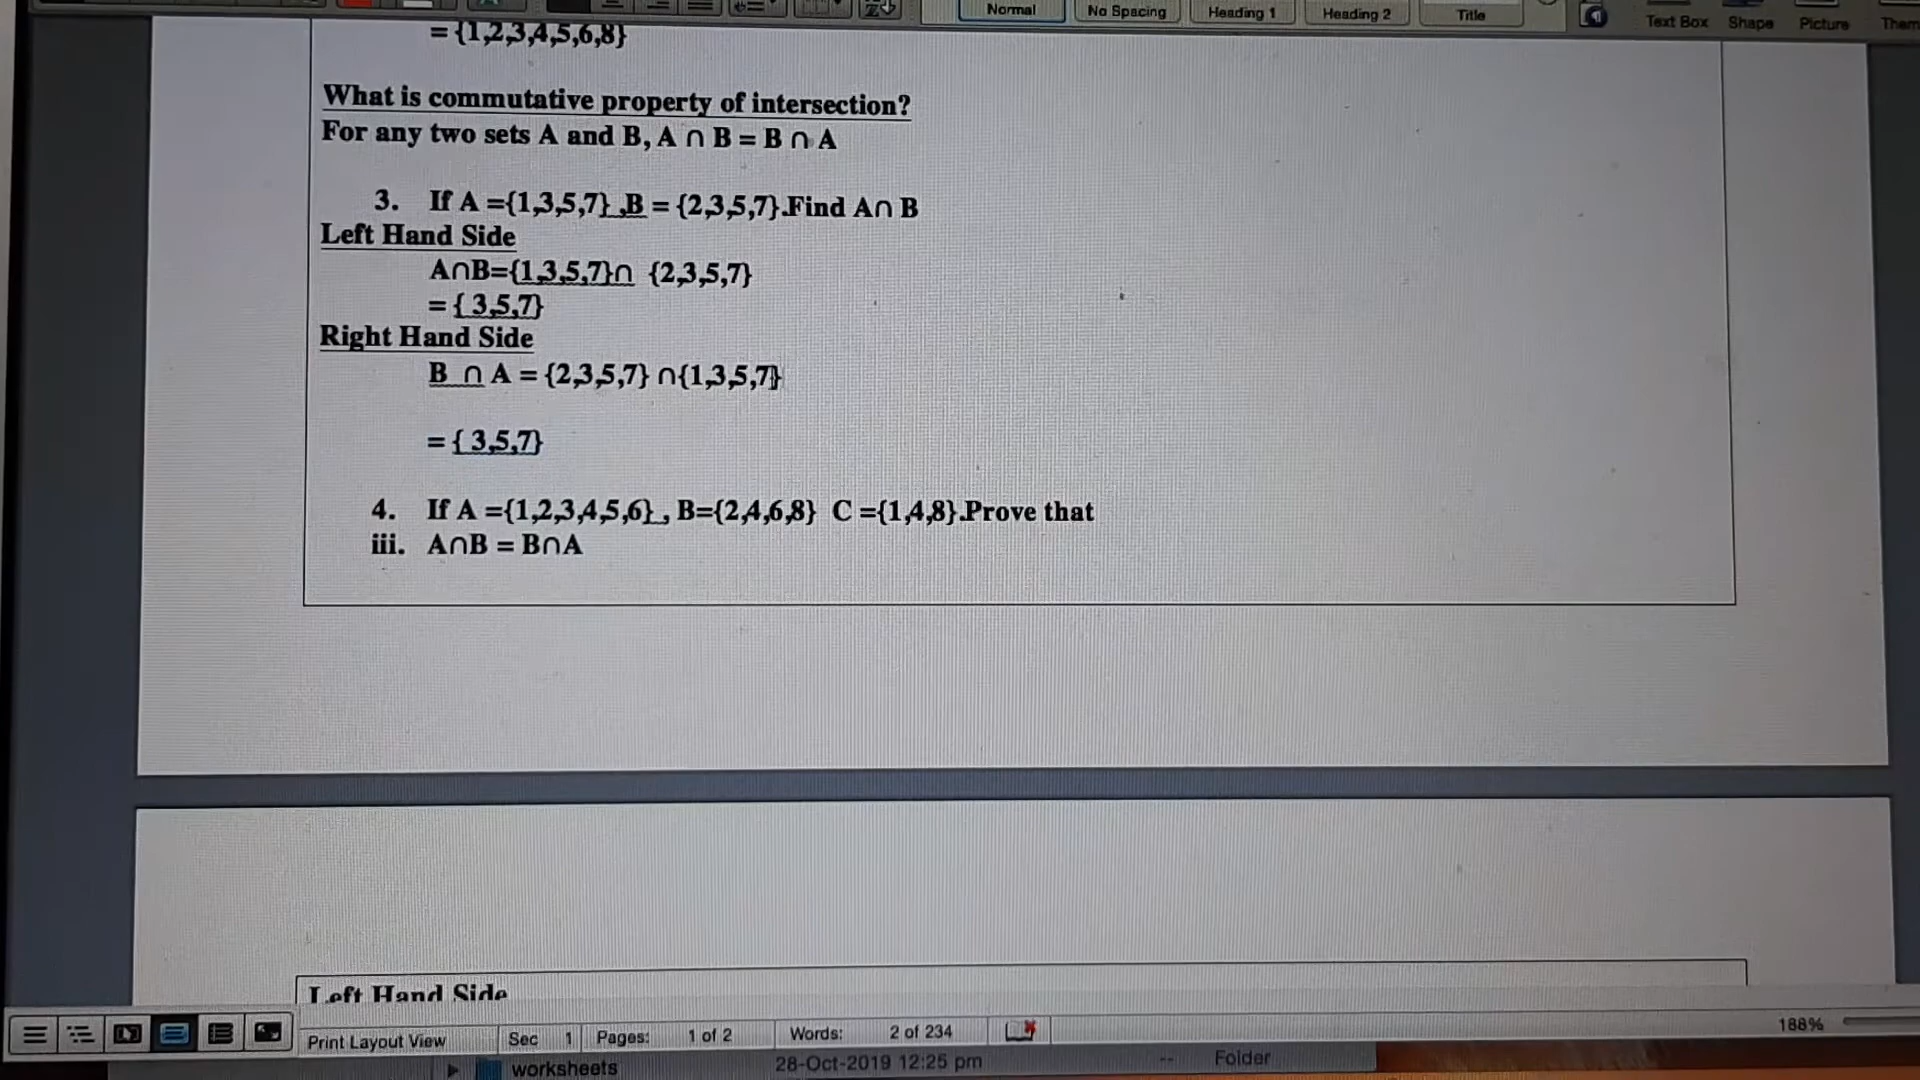 Normal No Spacing Heading 1 Heading 2 Title Text Box Shape Picture Them
= {1,2,3,4,5,6,8}
What is commutative property of intersection?
For any two sets A and B, A ∩ B = B ∩ A
3. If A ={1,3,5,7} ,B = {2,3,5,7}.Find A∩ B
Left Hand Side
A∩B={1,3,5,7}∩ {2,3,5,7}
= { 3,5,7}
Right Hand Side
B ∩ A = {2,3,5,7} ∩{1,3,5,7}
= { 3,5,7}
4. If A ={1,2,3,4,5,6} , B={2,4,6,8} C ={1,4,8}.Prove that
iii. A∩B = B∩A
Left Hand Side
Print Layout View Sec 1 Pages: 1 of 2 Words: 2 of 234 188%
worksheets 28-Oct-2019 12:25 pm -- Folder